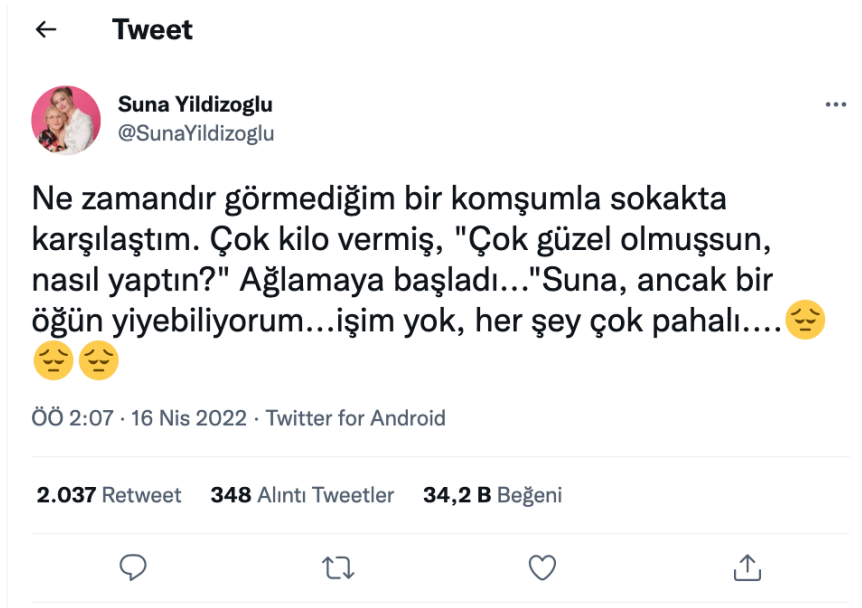 Tweet
Suna Yildizoglu
@SunaYildizoglu
Ne zamandır görmediğim bir komşumla sokakta
karşılaştım. Çok kilo vermiş, "Çok güzel olmuşsun,
nasıl yaptın?" Ağlamaya başladı..."Suna, ancak bir
öğün yiyebiliyorum...işim yok, her şey çok pahalı....😔
😔😔
ÖÖ 2:07 · 16 Nis 2022 · Twitter for Android
2.037 Retweet 348 Alıntı Tweetler 34,2 B Beğeni